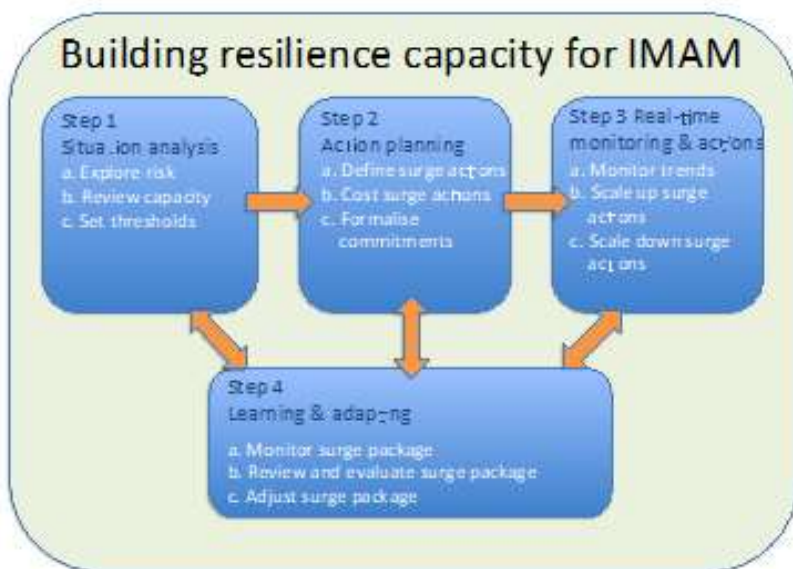 Building resilience capacity for IMAM
Step 1
Situation analysis
a. Explore risk
b. Review capacity
c. Set thresholds
Step 2
Action planning
a. Define surge actions
b. Cost surge actions
c. Formalise
commitments
Step 3 Real-time
monitoring & actions
a. Monitor trends
b. Scale up surge
actions
c. Scale down surge
actions
Step 4
Learning & adapting
a. Monitor surge package
b. Review and evaluate surge package
c. Adjust surge package